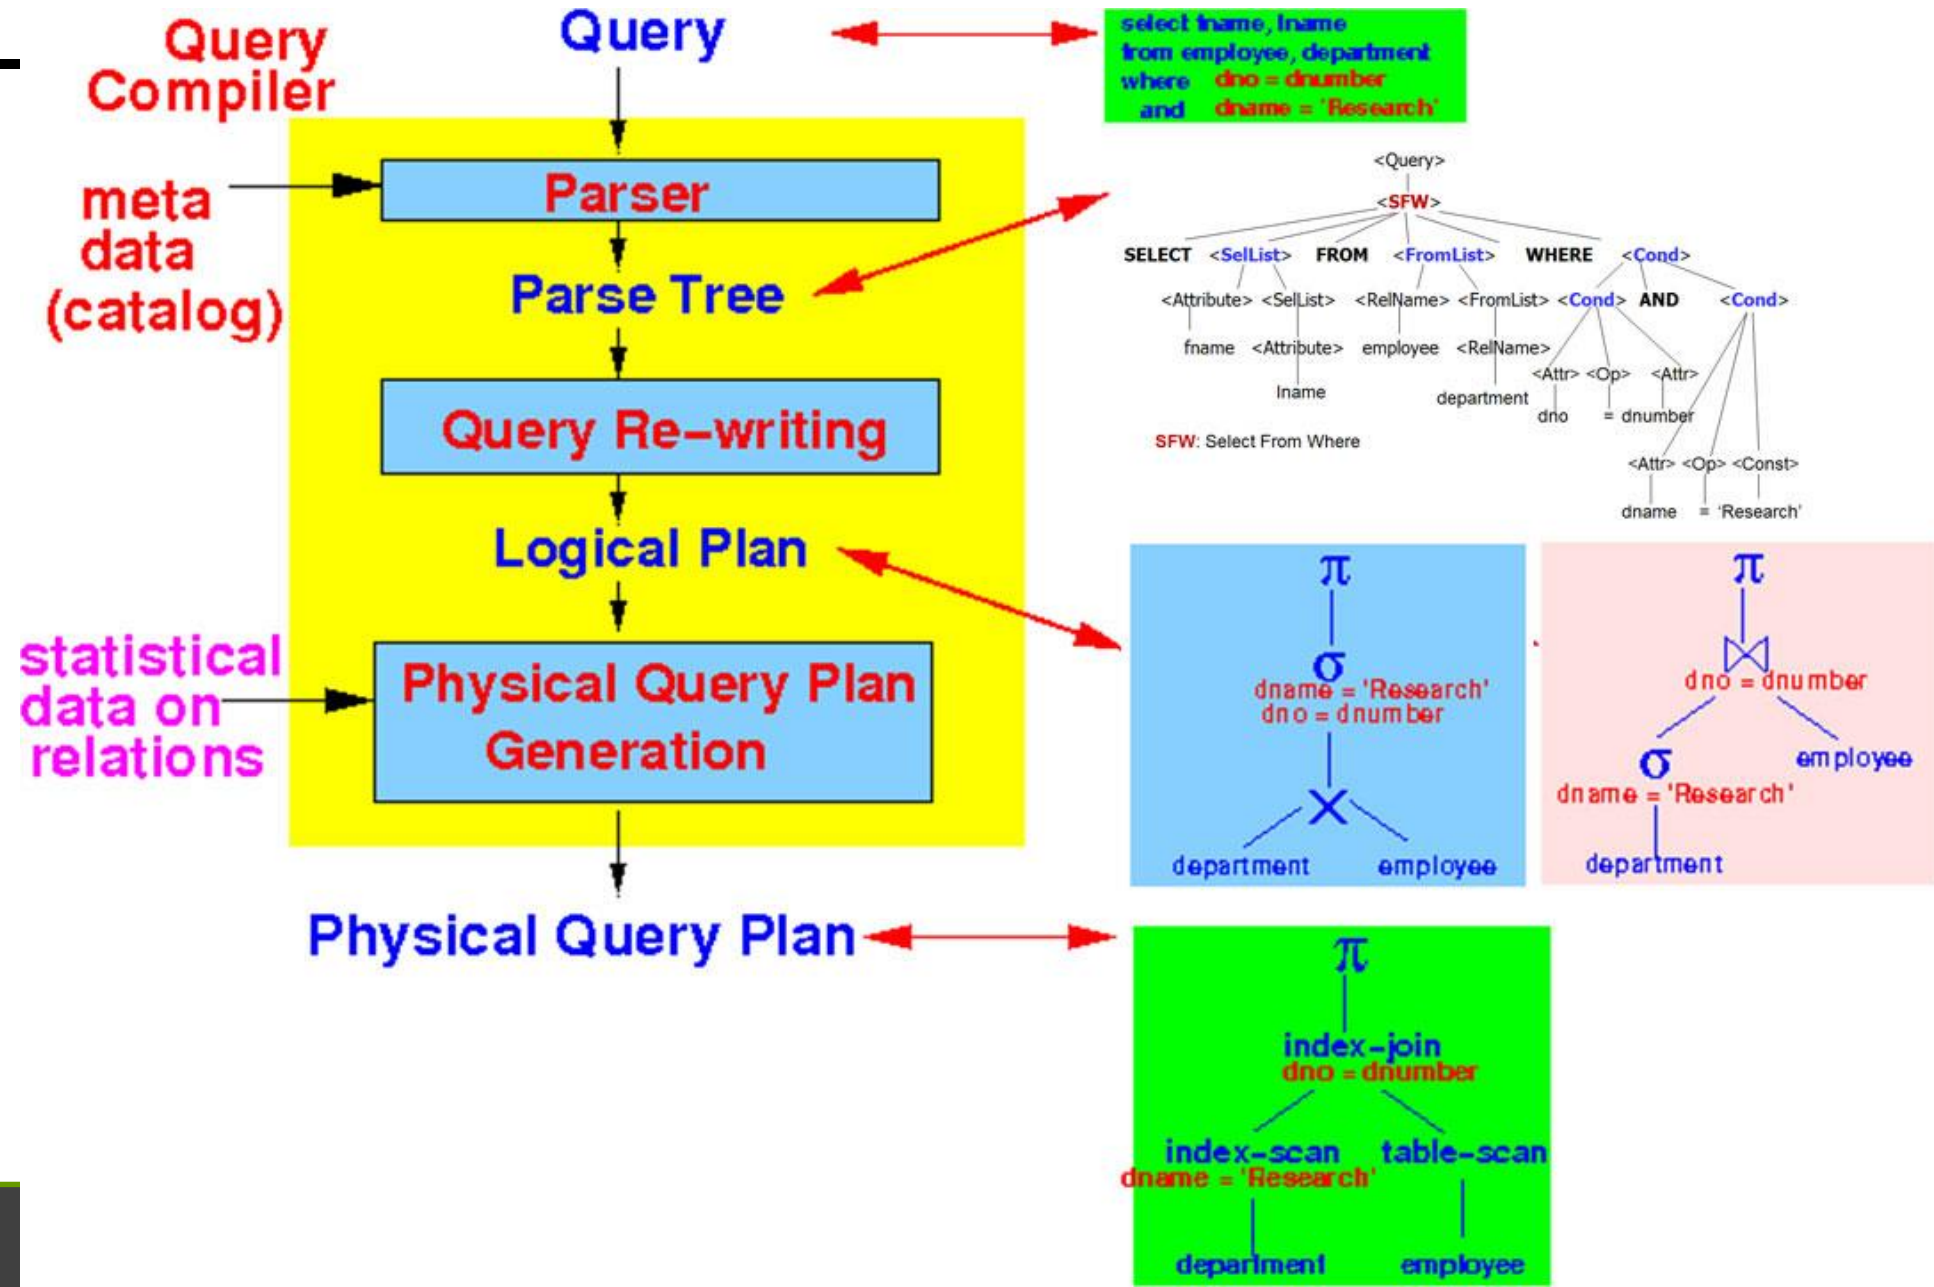 Query
Compiler
Query
select fname, lname
from employee, department
where dno = dnumber
and dname = 'Research'
meta
data
(catalog)
Parser
Parse Tree
Query Re-writing
Logical Plan
statistical
data on
relations
Physical Query Plan
Generation
Physical Query Plan
<Query>
<SFW>
SELECT <SelList> FROM <FromList> WHERE <Cond>
<Attribute> <SelList> <RelName> <FromList> <Cond> AND <Cond>
fname <Attribute> employee <RelName>
<Attr> <Op> <Attr>
lname department
dno = dnumber
SFW: Select From Where
<Attr> <Op> <Const>
dname = 'Research'
π
σ
dname = 'Research'
dno = dnumber
X
department employee
π
⋈
dno = dnumber
σ employee
dname = 'Research'
department
π
index-join
dno = dnumber
index-scan table-scan
dname = 'Research'
department employee